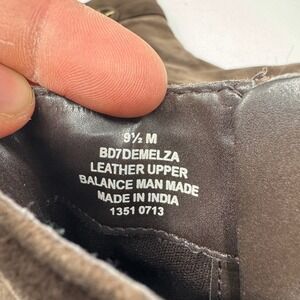 9½ M
BD7DEMELZA
LEATHER UPPER
BALANCE MAN MADE
MADE IN INDIA
1351 0713